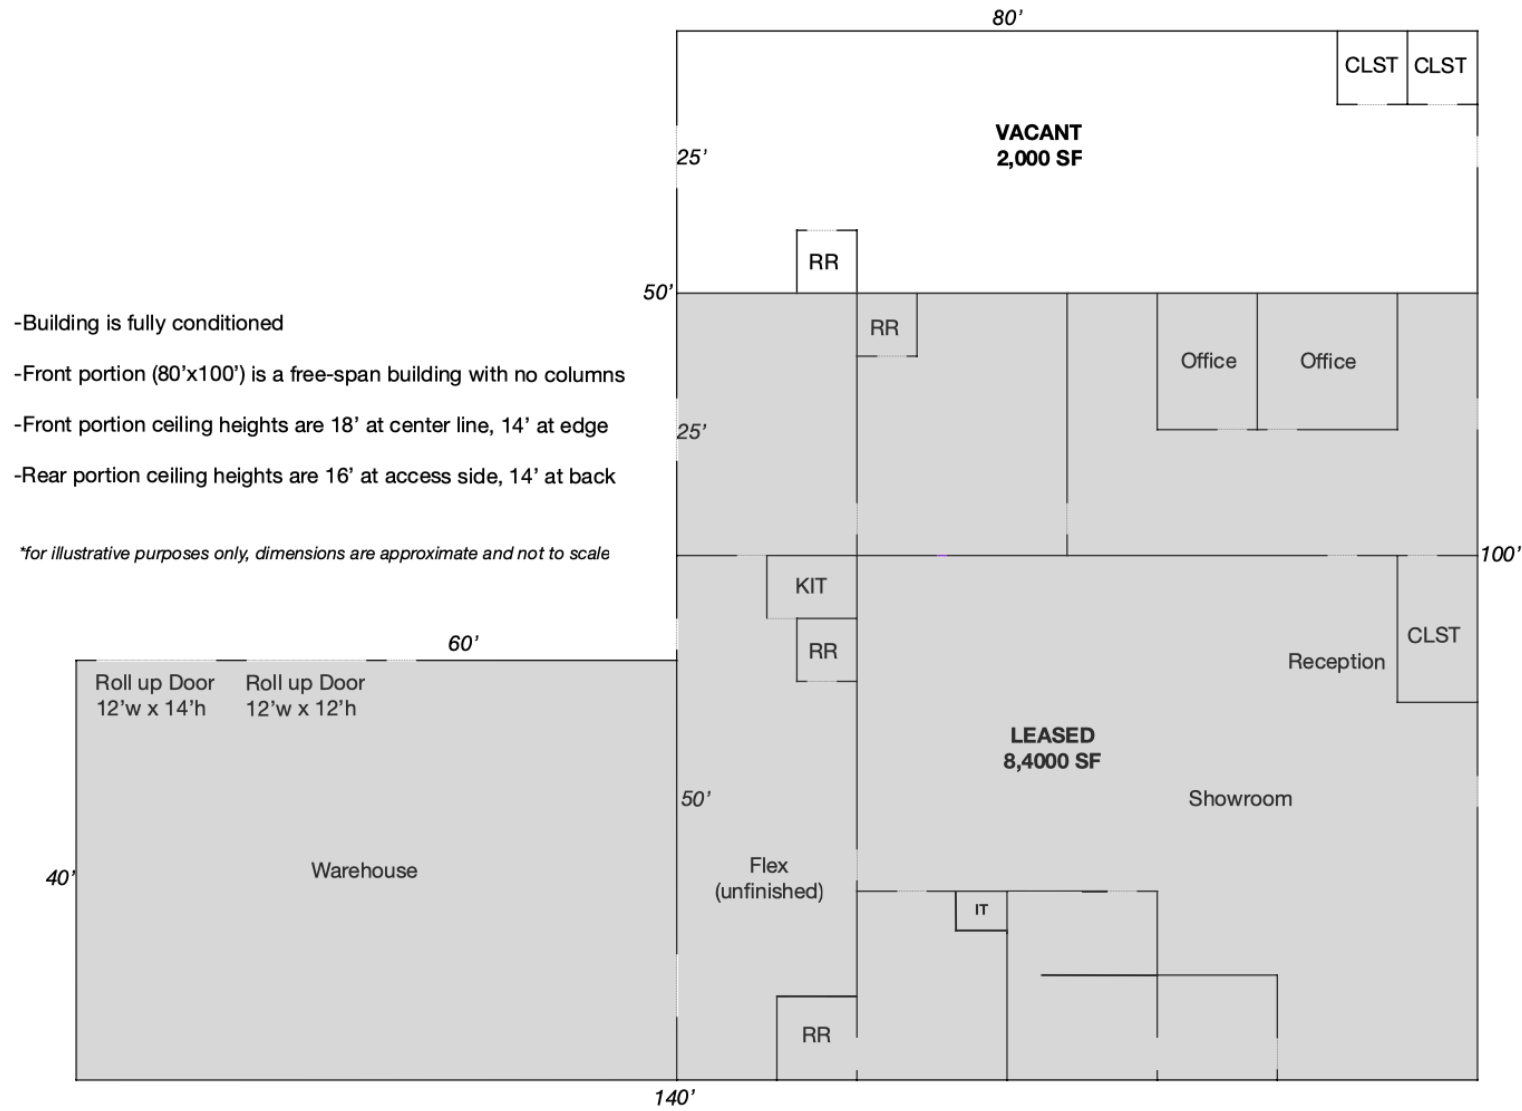 80’
CLST CLST
VACANT
2,000 SF
25’
RR
50’
-Building is fully conditioned
-Front portion (80’x100’) is a free-span building with no columns
-Front portion ceiling heights are 18’ at center line, 14’ at edge
-Rear portion ceiling heights are 16’ at access side, 14’ at back
*for illustrative purposes only, dimensions are approximate and not to scale
RR
Office Office
25’
100’
KIT
RR
CLST
Reception
60’
Roll up Door
12’w x 14’h
Roll up Door
12’w x 12’h
LEASED
8,4000 SF
50’
Showroom
Warehouse
40’
Flex
(unfinished)
IT
RR
140’